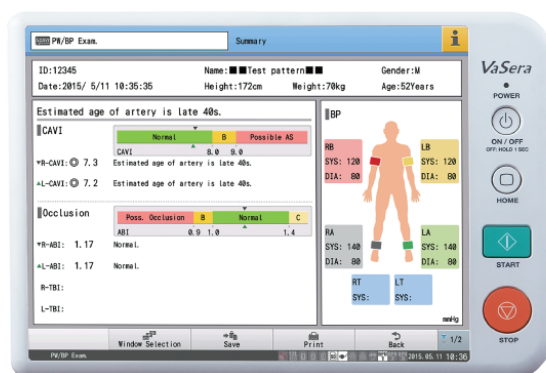 PW/BP Exam.
Summary
i
VaSera
POWER
ON / OFF
OFF: HOLD 1 SEC
HOME
START
STOP
ID:12345
Name:■■Test pattern■■
Gender:M
Date:2015/ 5/11 10:35:35
Height:172cm
Weight:70kg
Age:52Years
Estimated age of artery is late 40s.
CAVI
Normal
B
Possible AS
CAVI
8.0
9.0
▼R-CAVI:◎ 7.3
Estimated age of artery is late 40s.
▲L-CAVI:◎ 7.2
Estimated age of artery is late 40s.
Occlusion
Poss. Occlusion
B
Normal
C
ABI
0.9
1.0
1.4
▼R-ABI: 1.17
Normal.
▲L-ABI: 1.17
Normal.
R-TBI:
L-TBI:
BP
RB
SYS: 120
DIA: 80
LB
SYS: 120
DIA: 80
RA
SYS: 140
DIA: 80
LA
SYS: 140
DIA: 80
RT
SYS:
LT
SYS:
mmHg
Window Selection
Save
Print
Back
1/2
PW/BP Exam.
2015.05.11 10:36